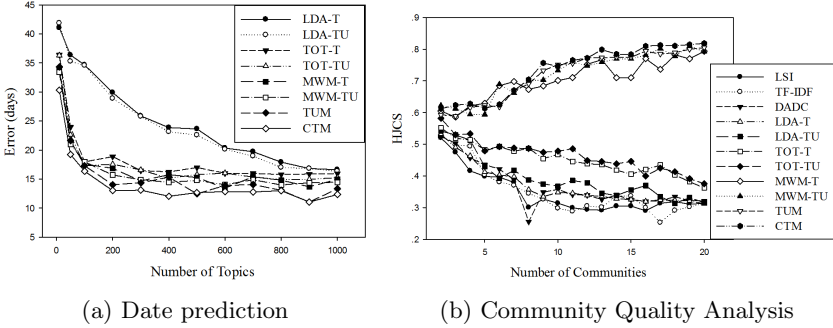 45
40
35
30
25
20
15
10
5
Error (days)
0
200
400
600
800
1000
Number of Topics
LDA-T
LDA-TU
TOT-T
TOT-TU
MWM-T
MWM-TU
TUM
CTM
(a) Date prediction
.9
.8
.7
.6
.5
.4
.3
.2
HJCS
5
10
15
20
Number of Communities
LSI
TF-IDF
DADC
LDA-T
LDA-TU
TOT-T
TOT-TU
MWM-T
MWM-TU
TUM
CTM
(b) Community Quality Analysis